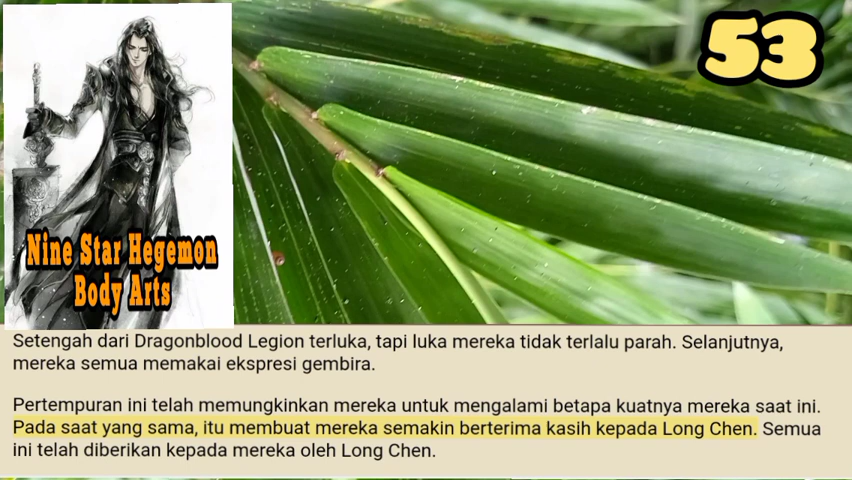 53
Nine Star Hegemon
Body Arts
Setengah dari Dragonblood Legion terluka, tapi luka mereka tidak terlalu parah. Selanjutnya,
mereka semua memakai ekspresi gembira.
Pertempuran ini telah memungkinkan mereka untuk mengalami betapa kuatnya mereka saat ini.
Pada saat yang sama, itu membuat mereka semakin berterima kasih kepada Long Chen. Semua
ini telah diberikan kepada mereka oleh Long Chen.